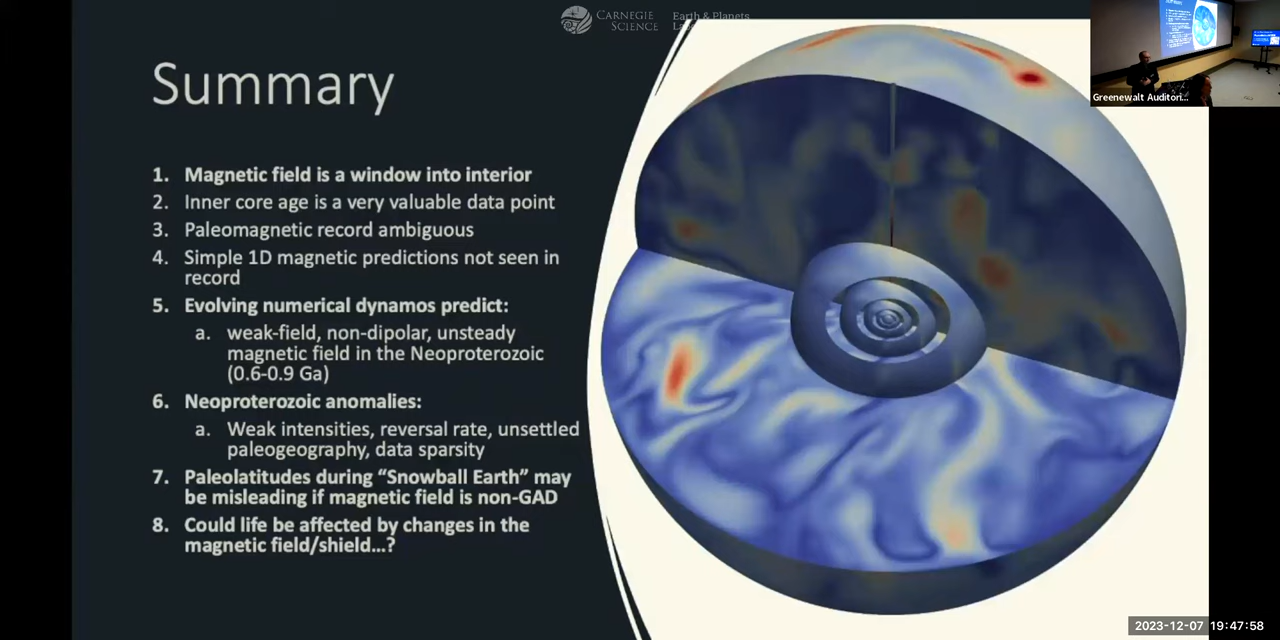 CARNEGIE
SCIENCE
Earth & Planets
Summary
1. Magnetic field is a window into interior
2. Inner core age is a very valuable data point
3. Paleomagnetic record ambiguous
4. Simple 1D magnetic predictions not seen in
record
5. Evolving numerical dynamos predict:
a. weak-field, non-dipolar, unsteady
magnetic field in the Neoproterozoic
(0.6-0.9 Ga)
6. Neoproterozoic anomalies:
a. Weak intensities, reversal rate, unsettled
paleogeography, data sparsity
7. Paleolatitudes during “Snowball Earth” may
be misleading if magnetic field is non-GAD
8. Could life be affected by changes in the
magnetic field/shield...?
Greenewalt Auditori...
2023-12-07 19:47:58